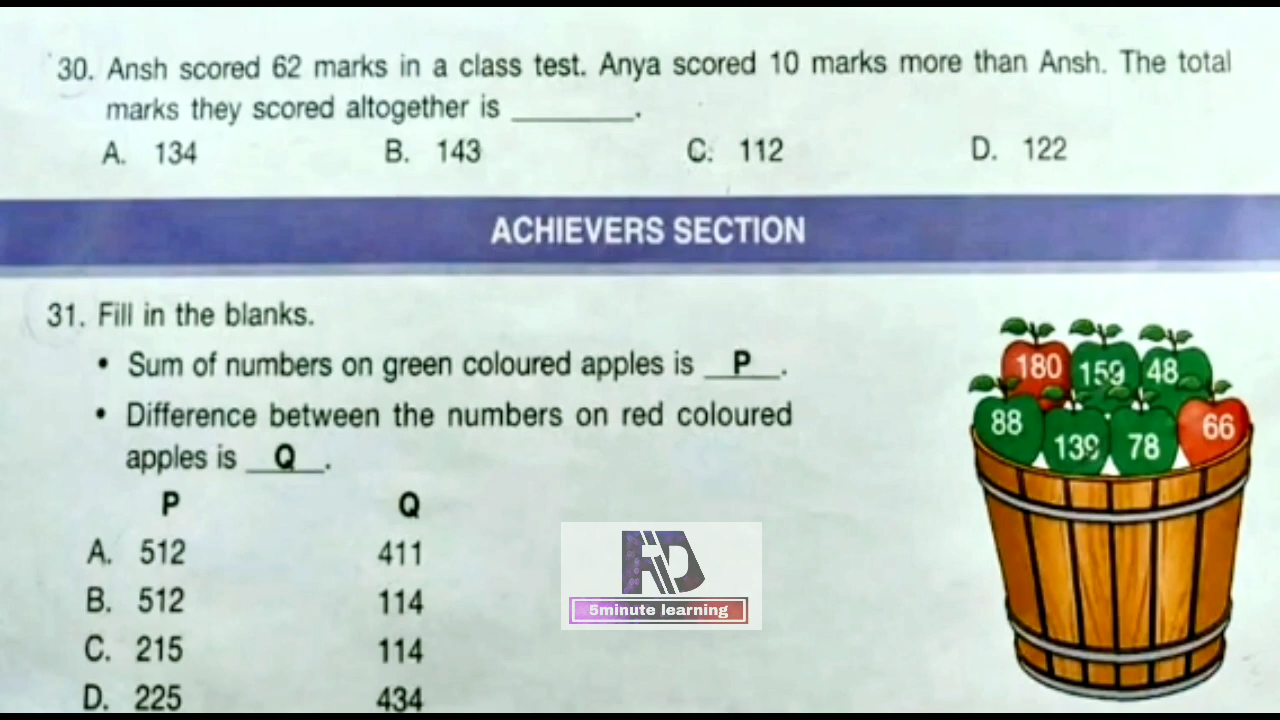 30. Ansh scored 62 marks in a class test. Anya scored 10 marks more than Ansh. The total
marks they scored altogether is ________.
A. 134 B. 143 C. 112 D. 122
ACHIEVERS SECTION
31. Fill in the blanks.
• Sum of numbers on green coloured apples is __P__.
• Difference between the numbers on red coloured
apples is __Q__.
P Q
A. 512 411
B. 512 114
C. 215 114
D. 225 434
180 159 48
88 139 78 66
5minute learning